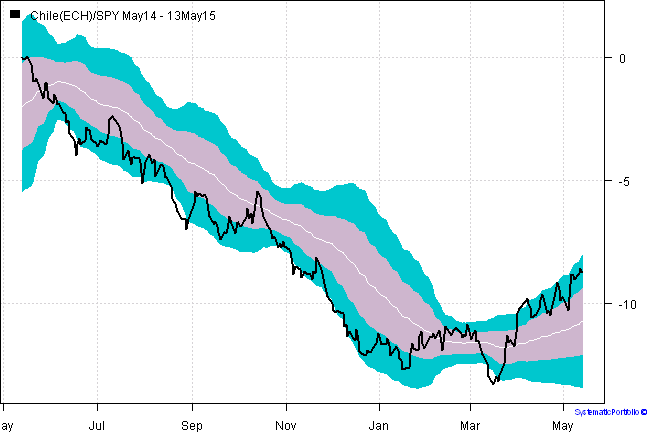 Chile(ECH)/SPY May14 - 13May15
0
-5
-10
ay Jul Sep Nov Jan Mar May
SystematicPortfolio ©